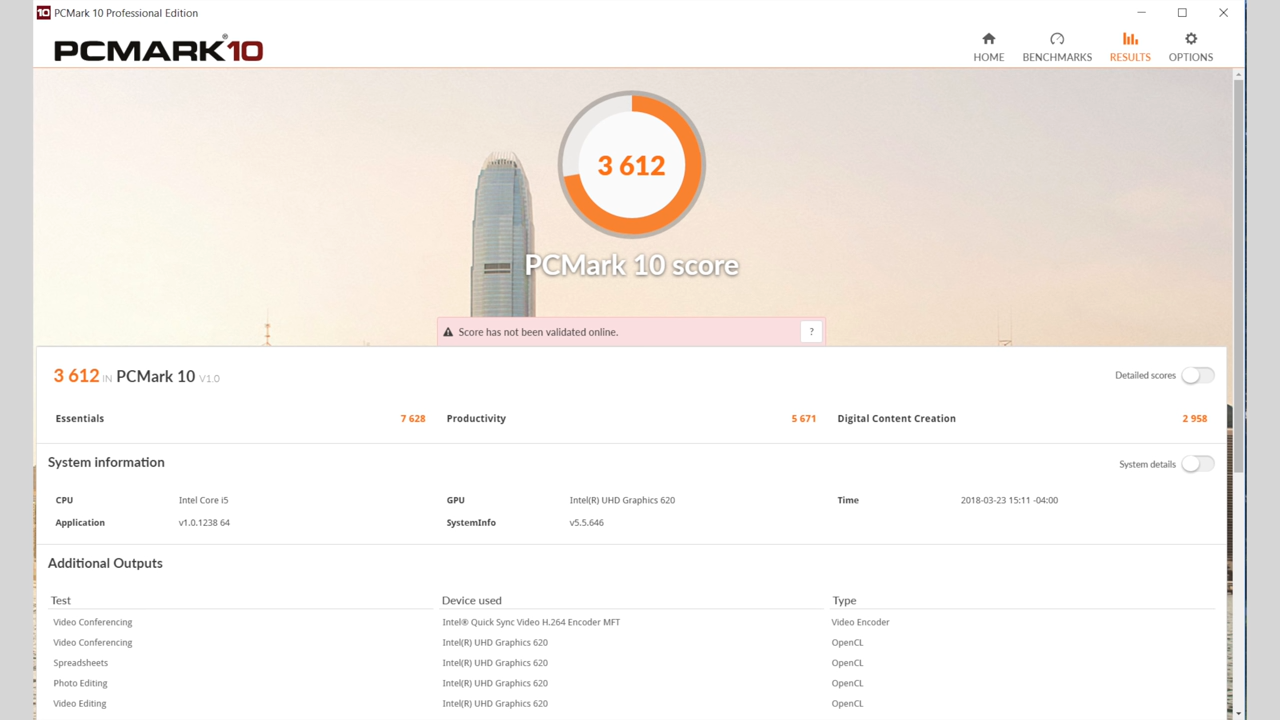 10 PCMark 10 Professional Edition
PCMARK®10
HOME BENCHMARKS RESULTS OPTIONS
3 612
PCMark 10 score
Score has not been validated online. ?
3 612 IN PCMark 10 V1.0 Detailed scores
Essentials 7 628 Productivity 5 671 Digital Content Creation 2 958
System information System details
CPU Intel Core i5 GPU Intel(R) UHD Graphics 620 Time 2018-03-23 15:11 -04:00
Application v1.0.1238 64 SystemInfo v5.5.646
Additional Outputs
Test Device used Type
Video Conferencing Intel® Quick Sync Video H.264 Encoder MFT Video Encoder
Video Conferencing Intel(R) UHD Graphics 620 OpenCL
Spreadsheets Intel(R) UHD Graphics 620 OpenCL
Photo Editing Intel(R) UHD Graphics 620 OpenCL
Video Editing Intel(R) UHD Graphics 620 OpenCL